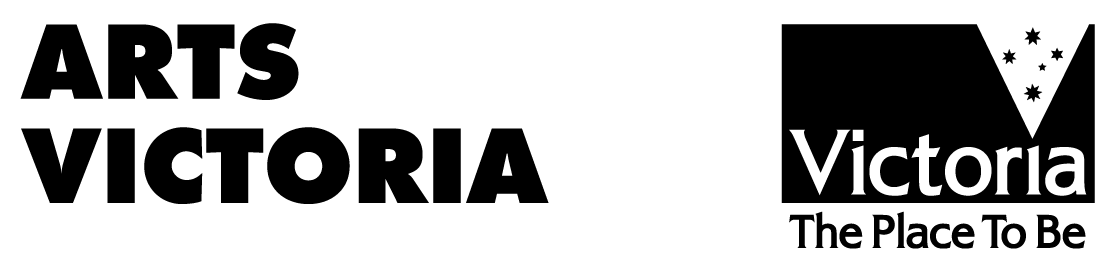 ARTS
VICTORIA
Victoria
The Place To Be